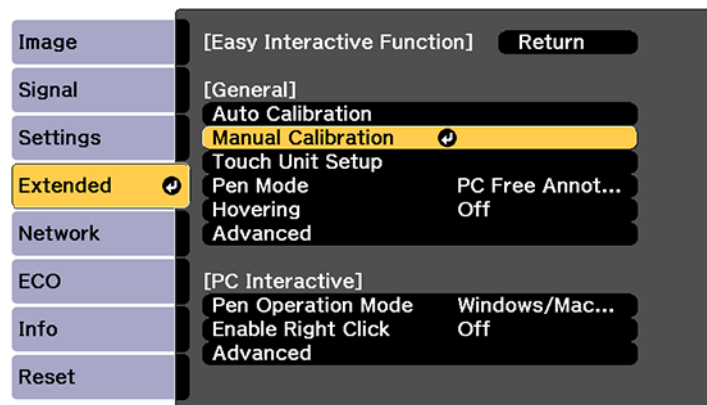 Image
Signal
Settings
Extended
Network
ECO
Info
Reset
[Easy Interactive Function] Return
[General]
Auto Calibration
Manual Calibration
Touch Unit Setup
Pen Mode PC Free Annot...
Hovering Off
Advanced
[PC Interactive]
Pen Operation Mode Windows/Mac...
Enable Right Click Off
Advanced